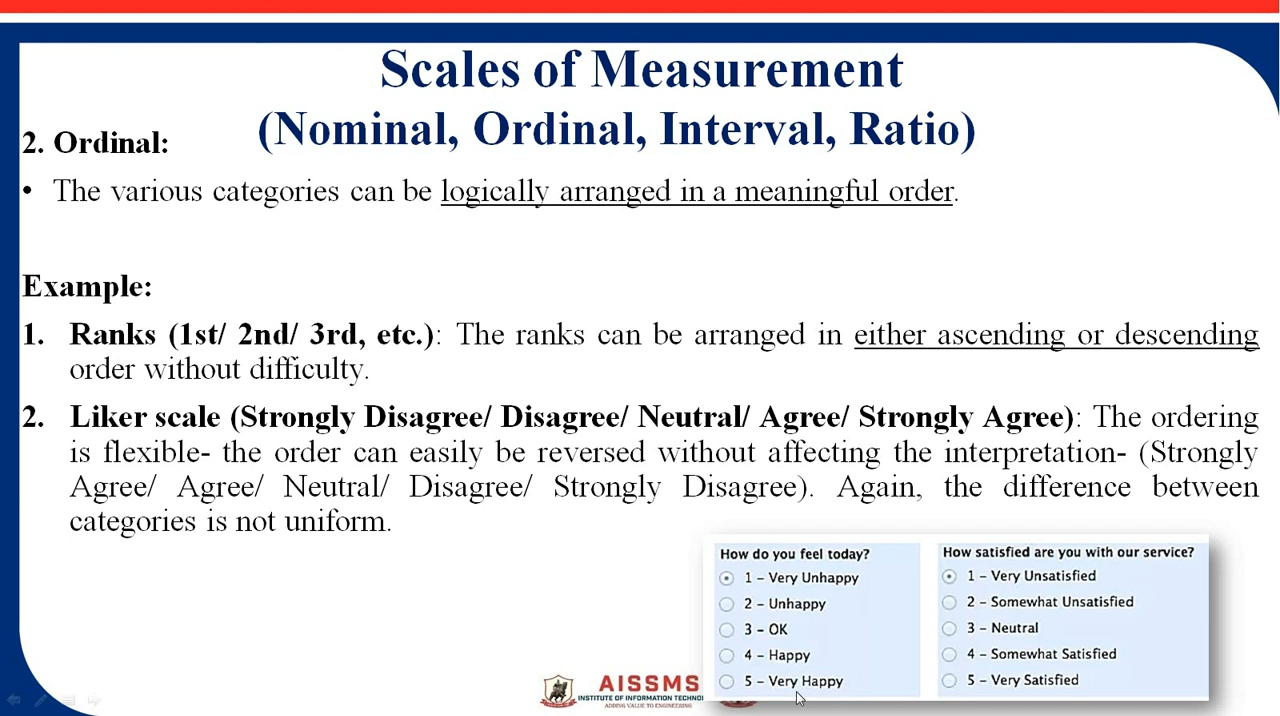 Scales of Measurement
(Nominal, Ordinal, Interval, Ratio)
2. Ordinal:
• The various categories can be logically arranged in a meaningful order.
Example:
1. Ranks (1st/ 2nd/ 3rd, etc.): The ranks can be arranged in either ascending or descending
order without difficulty.
2. Liker scale (Strongly Disagree/ Disagree/ Neutral/ Agree/ Strongly Agree): The ordering
is flexible- the order can easily be reversed without affecting the interpretation- (Strongly
Agree/ Agree/ Neutral/ Disagree/ Strongly Disagree). Again, the difference between
categories is not uniform.
How do you feel today?
1 – Very Unhappy
2 – Unhappy
3 – OK
4 – Happy
5 – Very Happy
How satisfied are you with our service?
1 – Very Unsatisfied
2 – Somewhat Unsatisfied
3 – Neutral
4 – Somewhat Satisfied
5 – Very Satisfied
AISSMS
INSTITUTE OF INFORMATION TECHNO
ADDING VALUE TO ENGINEERING